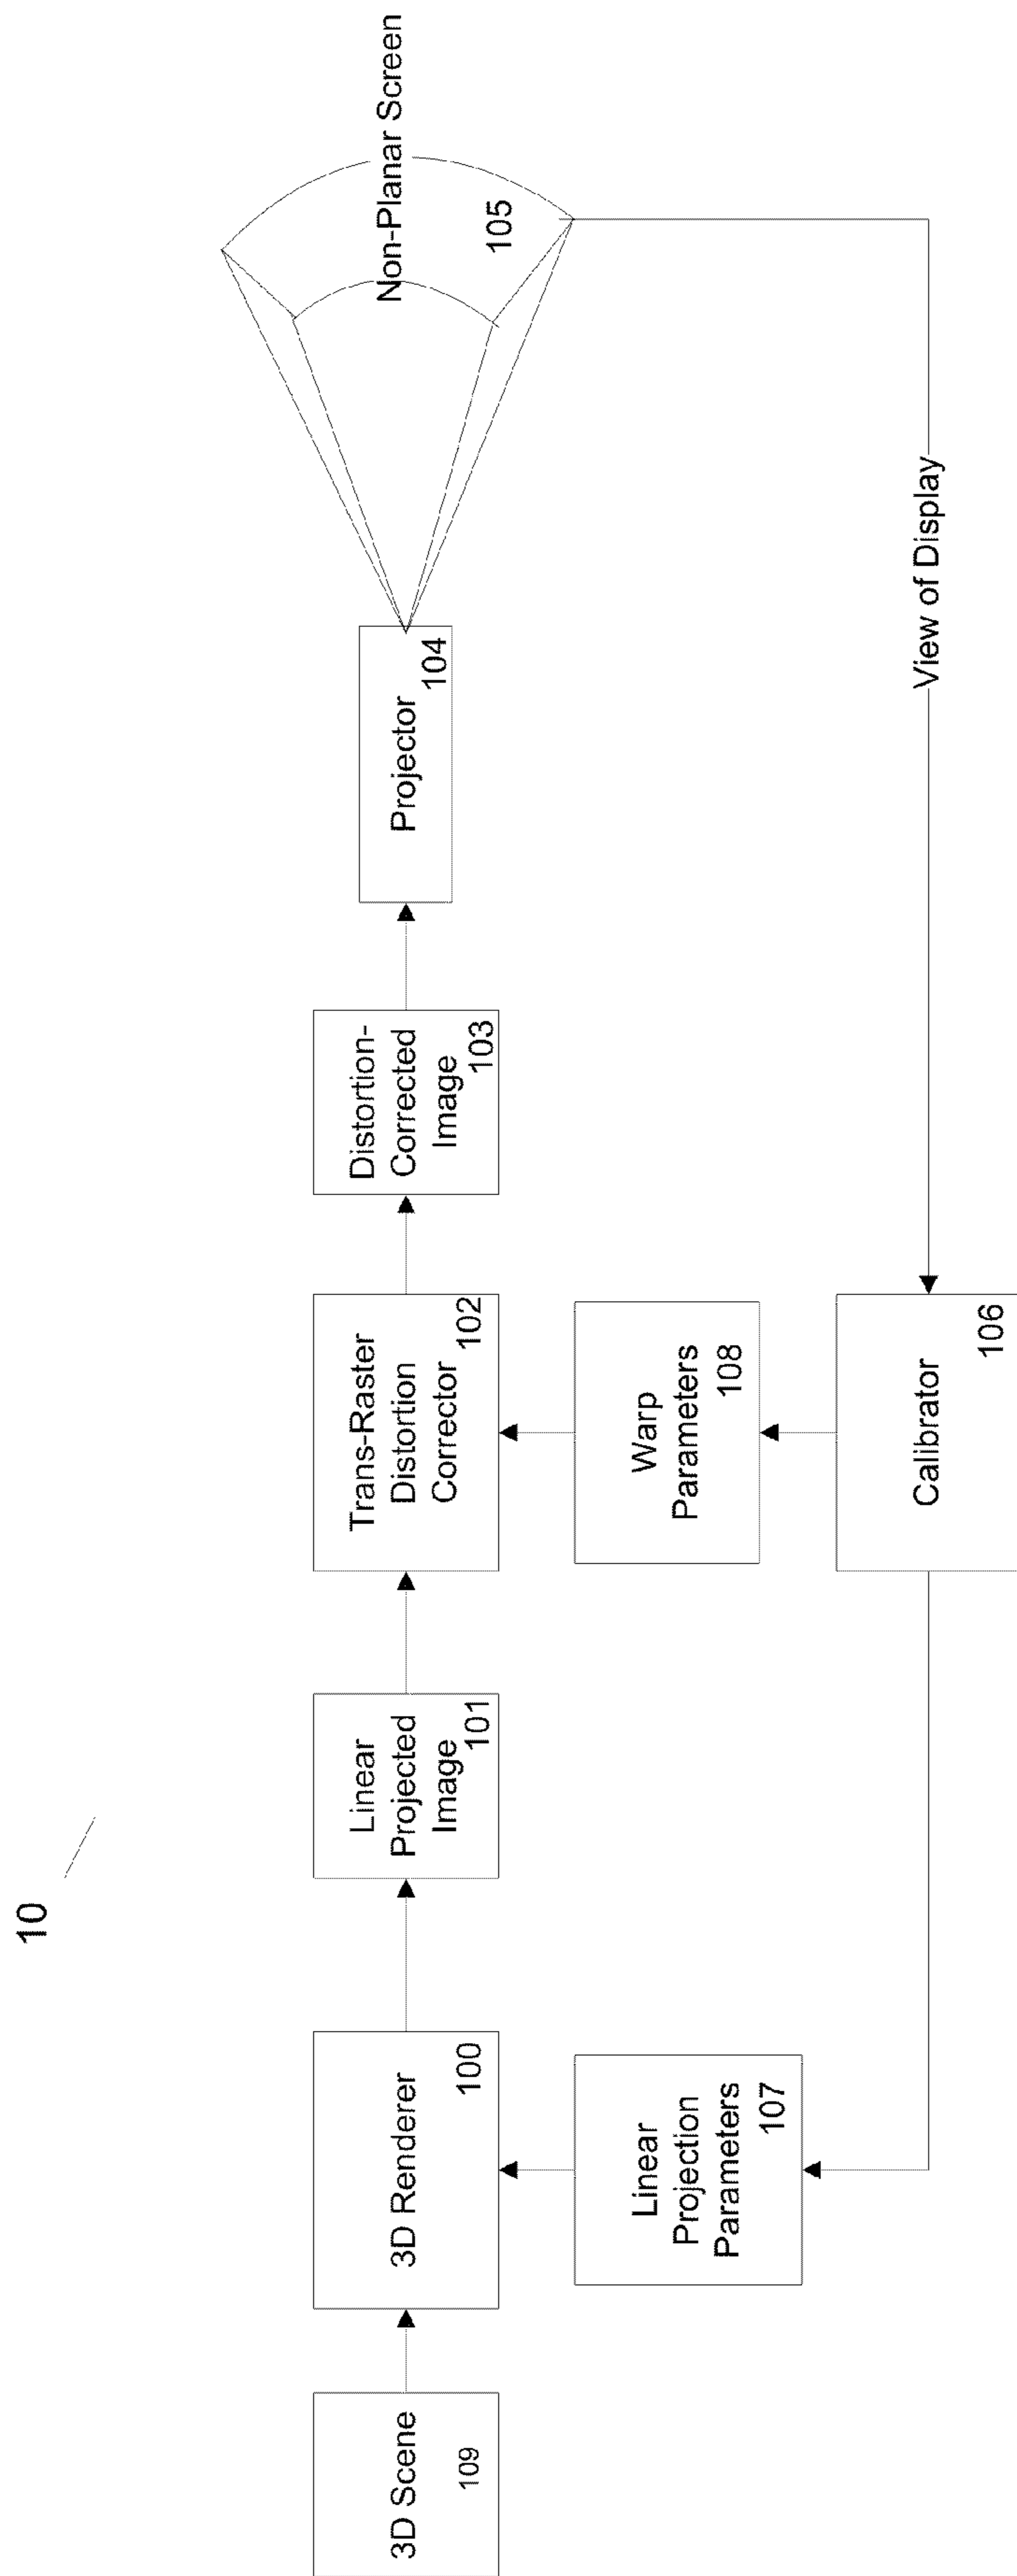 10
3D Scene
109
3D Renderer
100
Linear
Projected
Image
101
Trans-Raster
Distortion
Corrector
102
Distortion-
Corrected
Image
103
Projector
104
Non-Planar Screen
105
Linear
Projection
Parameters
107
Warp
Parameters
108
Calibrator
106
View of Display